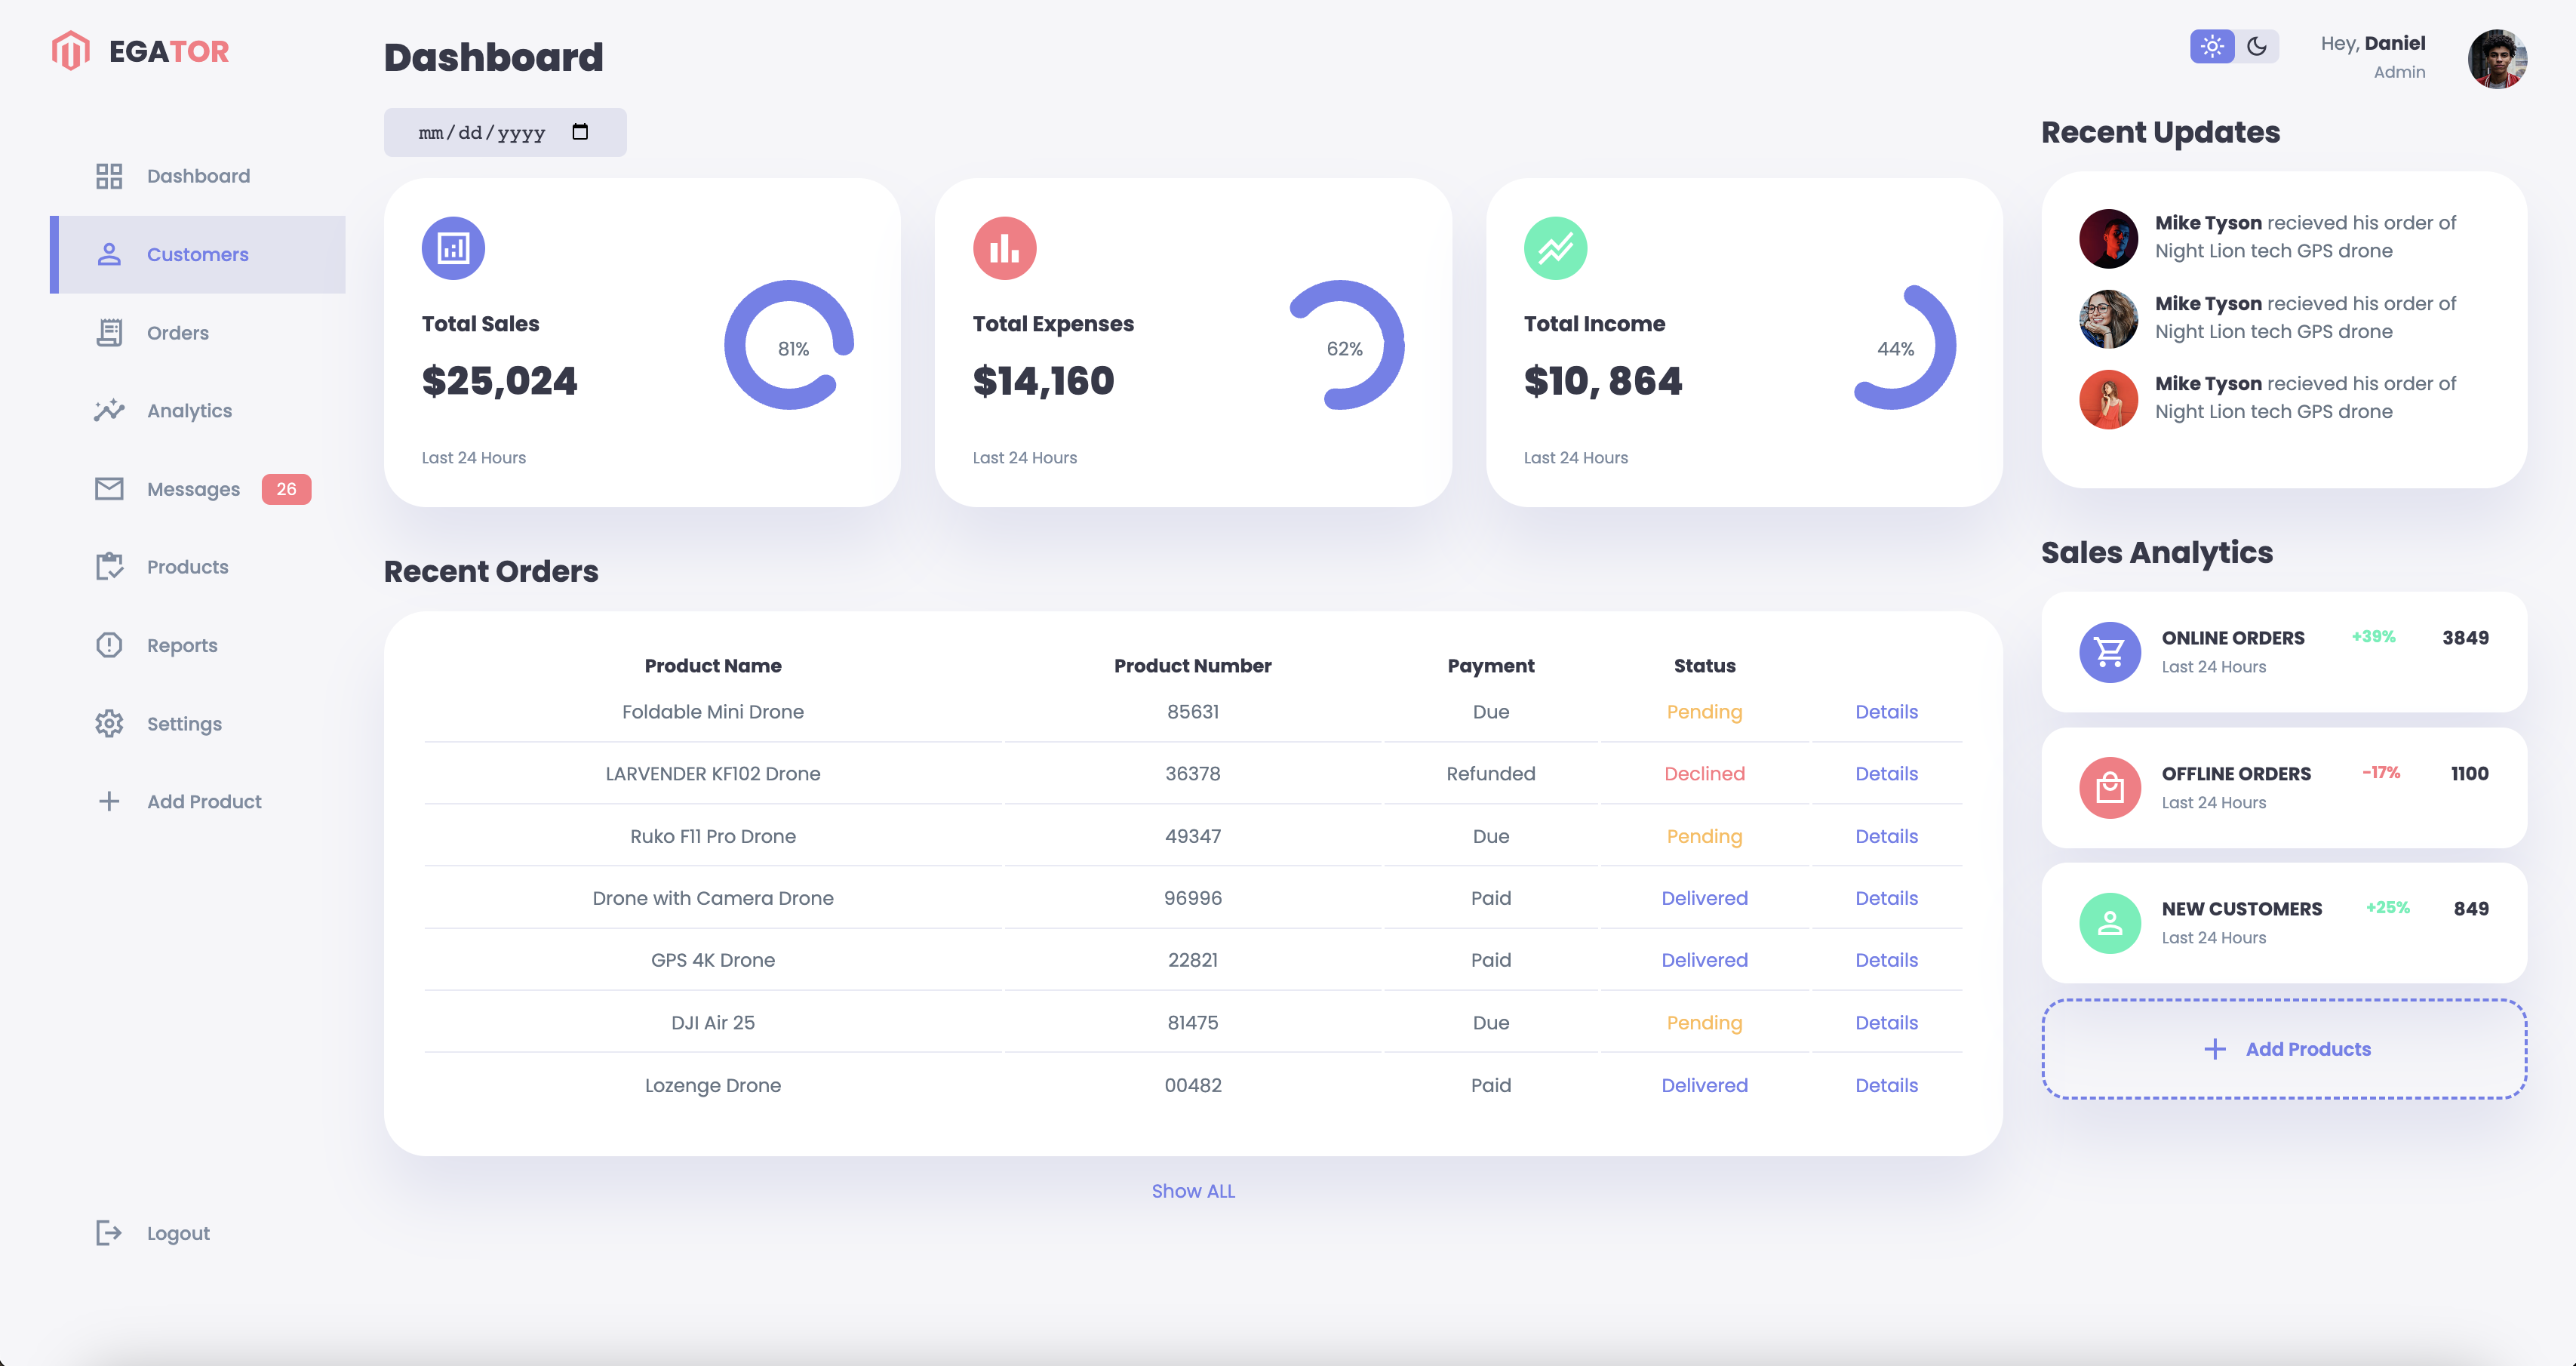 EGATOR
Dashboard
Customers
Orders
Analytics
Messages 26
Products
Reports
Settings
Add Product
Logout
Dashboard
mm/dd/yyyy
Total Sales
$25,024
81%
Last 24 Hours
Total Expenses
$14,160
62%
Last 24 Hours
Total Income
$10, 864
44%
Last 24 Hours
Recent Orders
Product Name Product Number Payment Status
Foldable Mini Drone 85631 Due Pending Details
LARVENDER KF102 Drone 36378 Refunded Declined Details
Ruko F11 Pro Drone 49347 Due Pending Details
Drone with Camera Drone 96996 Paid Delivered Details
GPS 4K Drone 22821 Paid Delivered Details
DJI Air 25 81475 Due Pending Details
Lozenge Drone 00482 Paid Delivered Details
Show ALL
Hey, Daniel
Admin
Recent Updates
Mike Tyson recieved his order of
Night Lion tech GPS drone
Mike Tyson recieved his order of
Night Lion tech GPS drone
Mike Tyson recieved his order of
Night Lion tech GPS drone
Sales Analytics
ONLINE ORDERS +39% 3849
Last 24 Hours
OFFLINE ORDERS -17% 1100
Last 24 Hours
NEW CUSTOMERS +25% 849
Last 24 Hours
Add Products